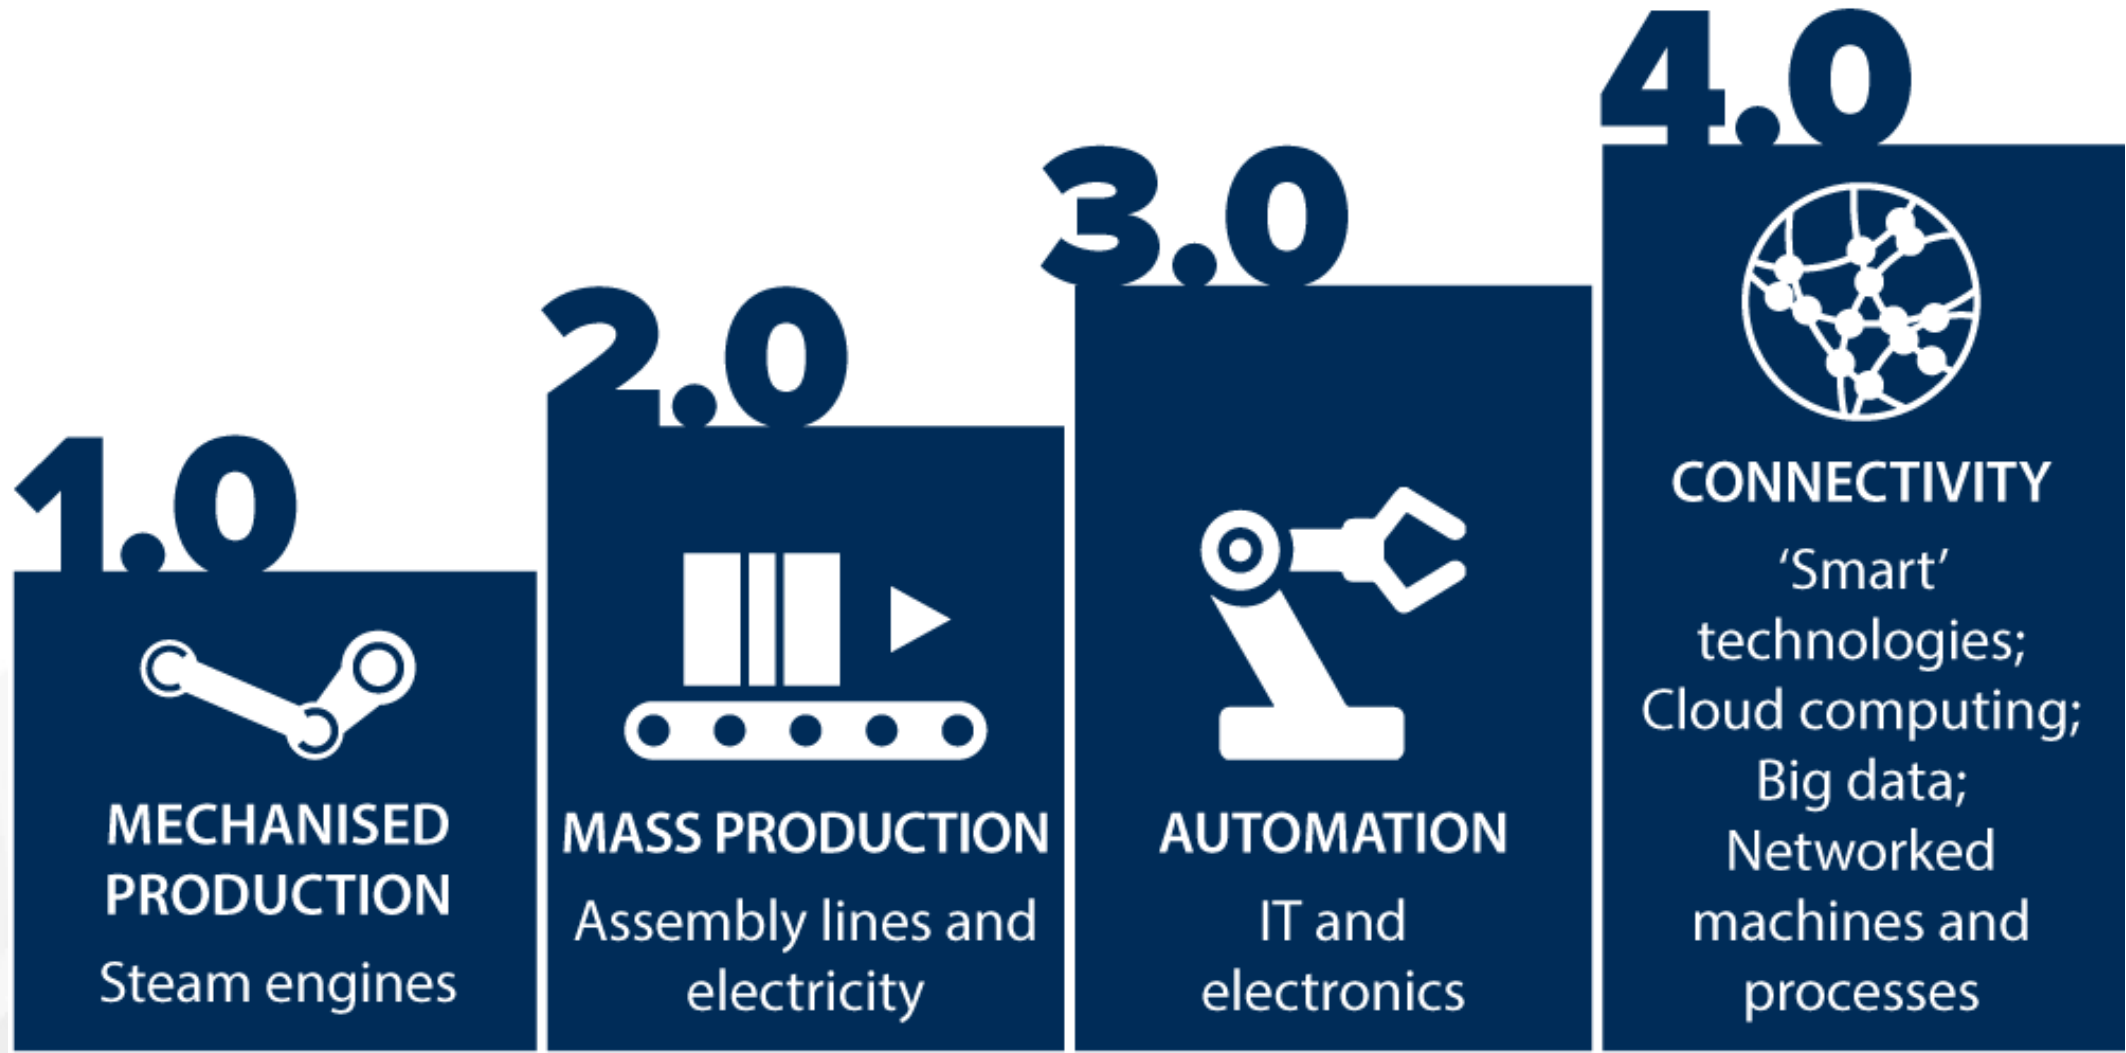 1.0
MECHANISED
PRODUCTION
Steam engines
2.0
MASS PRODUCTION
Assembly lines and
electricity
3.0
AUTOMATION
IT and
electronics
4.0
CONNECTIVITY
‘Smart’
technologies;
Cloud computing;
Big data;
Networked
machines and
processes